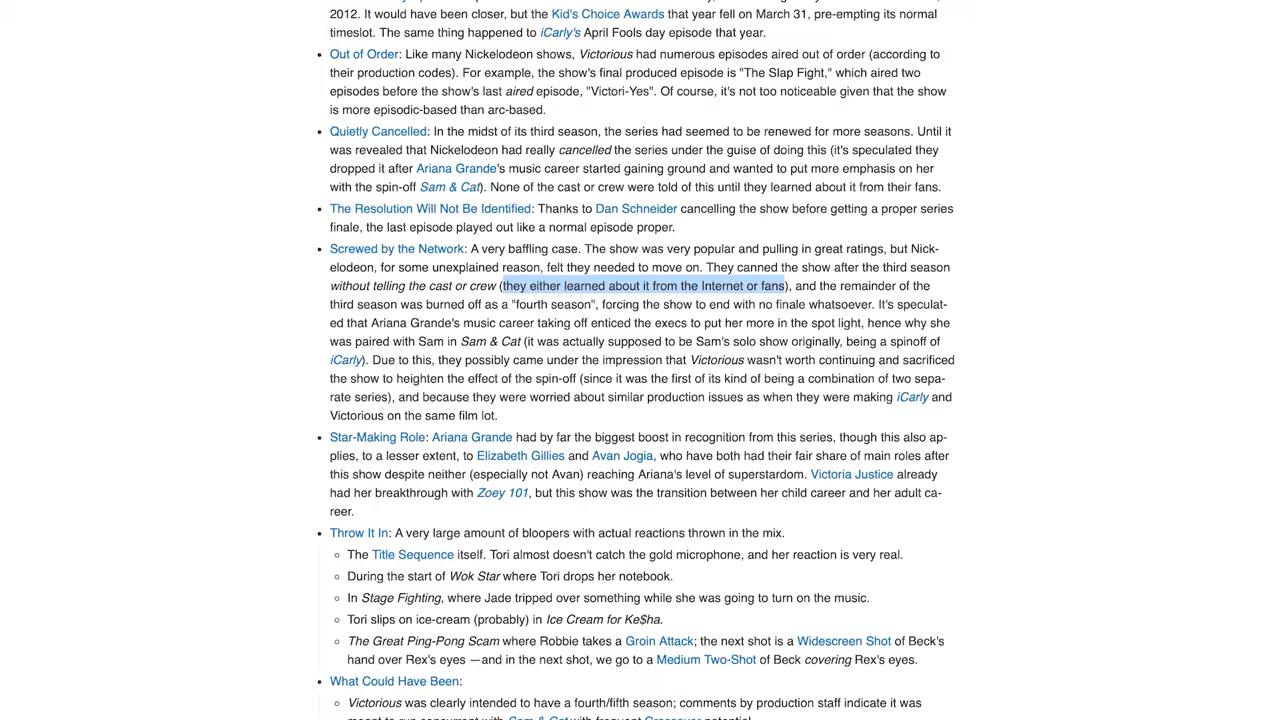 2012. It would have been closer, but the Kid's Choice Awards that year fell on March 31, pre-empting its normal
timeslot. The same thing happened to iCarly's April Fools day episode that year.
• Out of Order: Like many Nickelodeon shows, Victorious had numerous episodes aired out of order (according to
their production codes). For example, the show's final produced episode is "The Slap Fight," which aired two
episodes before the show's last aired episode, "Victori-Yes". Of course, it's not too noticeable given that the show
is more episodic-based than arc-based.
• Quietly Cancelled: In the midst of its third season, the series had seemed to be renewed for more seasons. Until it
was revealed that Nickelodeon had really cancelled the series under the guise of doing this (it's speculated they
dropped it after Ariana Grande's music career started gaining ground and wanted to put more emphasis on her
with the spin-off Sam & Cat). None of the cast or crew were told of this until they learned about it from their fans.
• The Resolution Will Not Be Identified: Thanks to Dan Schneider cancelling the show before getting a proper series
finale, the last episode played out like a normal episode proper.
• Screwed by the Network: A very baffling case. The show was very popular and pulling in great ratings, but Nick-
elodeon, for some unexplained reason, felt they needed to move on. They canned the show after the third season
without telling the cast or crew (they either learned about it from the Internet or fans), and the remainder of the
third season was burned off as a "fourth season", forcing the show to end with no finale whatsoever. It's speculat-
ed that Ariana Grande's music career taking off enticed the execs to put her more in the spot light, hence why she
was paired with Sam in Sam & Cat (it was actually supposed to be Sam's solo show originally, being a spinoff of
iCarly). Due to this, they possibly came under the impression that Victorious wasn't worth continuing and sacrificed
the show to heighten the effect of the spin-off (since it was the first of its kind of being a combination of two sepa-
rate series), and because they were worried about similar production issues as when they were making iCarly and
Victorious on the same film lot.
• Star-Making Role: Ariana Grande had by far the biggest boost in recognition from this series, though this also ap-
plies, to a lesser extent, to Elizabeth Gillies and Avan Jogia, who have both had their fair share of main roles after
this show despite neither (especially not Avan) reaching Ariana's level of superstardom. Victoria Justice already
had her breakthrough with Zoey 101, but this show was the transition between her child career and her adult ca-
reer.
• Throw It In: A very large amount of bloopers with actual reactions thrown in the mix.
◦ The Title Sequence itself. Tori almost doesn't catch the gold microphone, and her reaction is very real.
◦ During the start of Wok Star where Tori drops her notebook.
◦ In Stage Fighting, where Jade tripped over something while she was going to turn on the music.
◦ Tori slips on ice-cream (probably) in Ice Cream for Ke$ha.
◦ The Great Ping-Pong Scam where Robbie takes a Groin Attack; the next shot is a Widescreen Shot of Beck's
hand over Rex's eyes —and in the next shot, we go to a Medium Two-Shot of Beck covering Rex's eyes.
• What Could Have Been:
◦ Victorious was clearly intended to have a fourth/fifth season; comments by production staff indicate it was
meant to run concurrent with Sam & Cat with frequent Crossover potential.